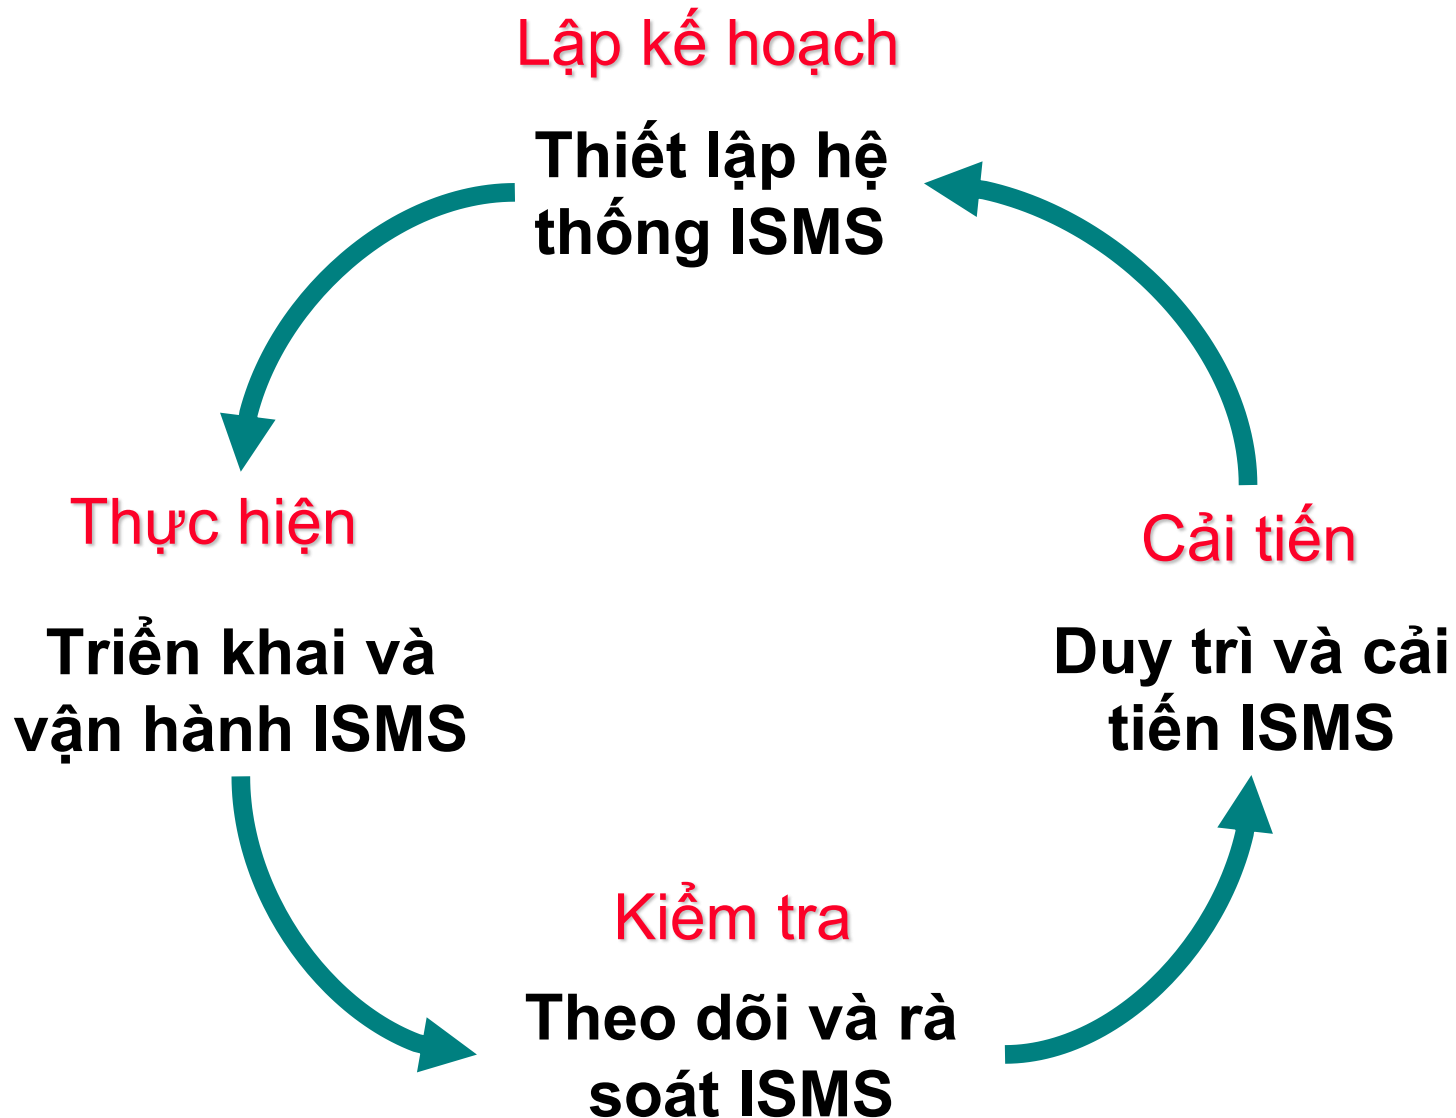 Lập kế hoạch
Thiết lập hệ
thống ISMS
Thực hiện
Triển khai và
vận hành ISMS
Kiểm tra
Theo dõi và rà
soát ISMS
Cải tiến
Duy trì và cải
tiến ISMS